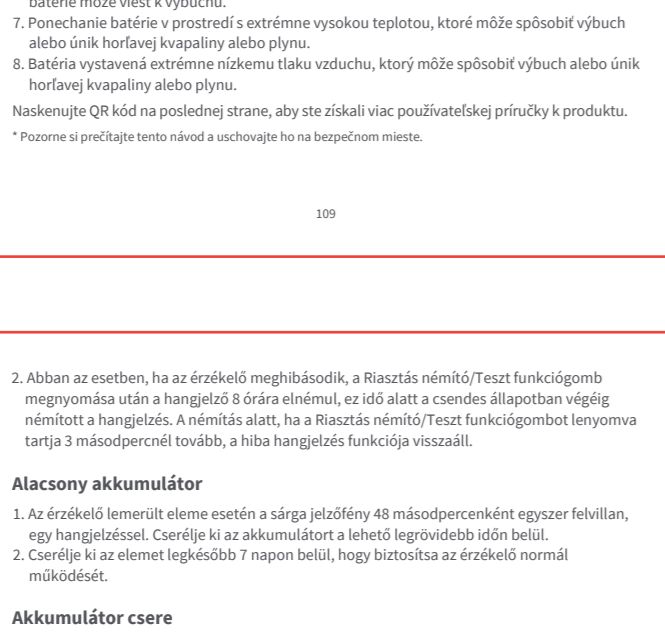 batérie môže viesť k výbuchu.
7. Ponechanie batérie v prostredí s extrémne vysokou teplotou, ktoré môže spôsobiť výbuch
alebo únik horľavej kvapaliny alebo plynu.
8. Batéria vystavená extrémne nízkemu tlaku vzduchu, ktorý môže spôsobiť výbuch alebo únik
horľavej kvapaliny alebo plynu.
Naskenujte QR kód na poslednej strane, aby ste získali viac používateľskej príručky k produktu.
* Pozorne si prečítajte tento návod a uschovajte ho na bezpečnom mieste.
109
2. Abban az esetben, ha az érzékelő meghibásodik, a Riasztás némító/Teszt funkciógomb
megnyomása után a hangjelző 8 órára elnémul, ez idő alatt a csendes állapotban végéig
némított a hangjelzés. A némítás alatt, ha a Riasztás némító/Teszt funkciógombot lenyomva
tartja 3 másodpercnél tovább, a hiba hangjelzés funkciója visszaáll.
Alacsony akkumulátor
1. Az érzékelő lemerült eleme esetén a sárga jelzőfény 48 másodpercenként egyszer felvillan,
egy hangjelzéssel. Cserélje ki az akkumulátort a lehető legrövidebb időn belül.
2. Cserélje ki az elemet legkésőbb 7 napon belül, hogy biztosítsa az érzékelő normál
működését.
Akkumulátor csere